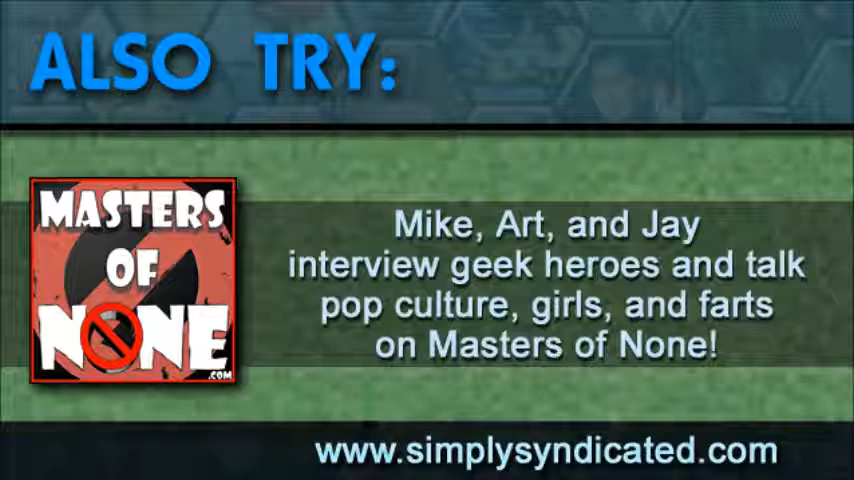 ALSO TRY:
MASTERS
OF
NONE
.COM
Mike, Art, and Jay
interview geek heroes and talk
pop culture, girls, and farts
on Masters of None!
www.simplysyndicated.com